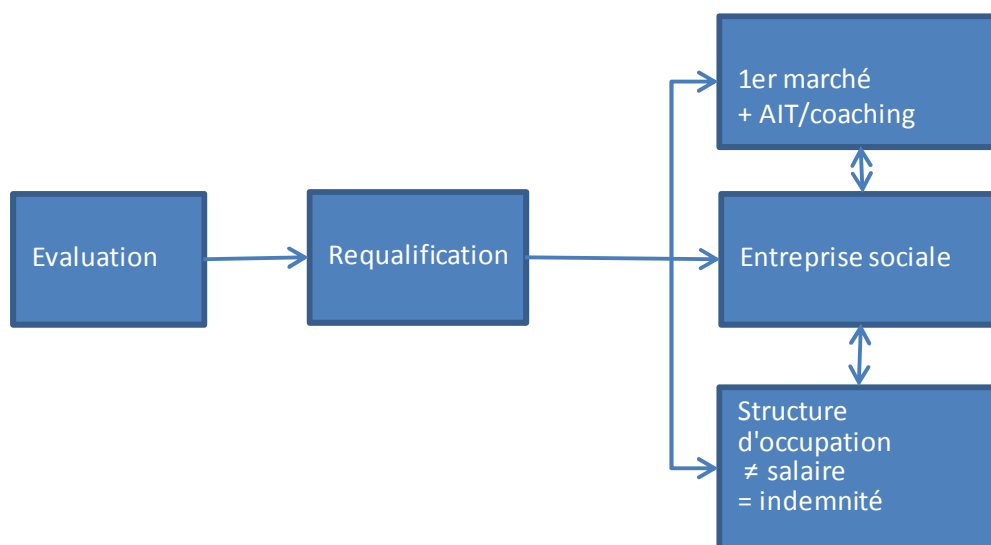 1er marché
+ AIT/coaching
Evaluation
Requalification
Entreprise sociale
Structure
d'occupation
≠ salaire
= indemnité